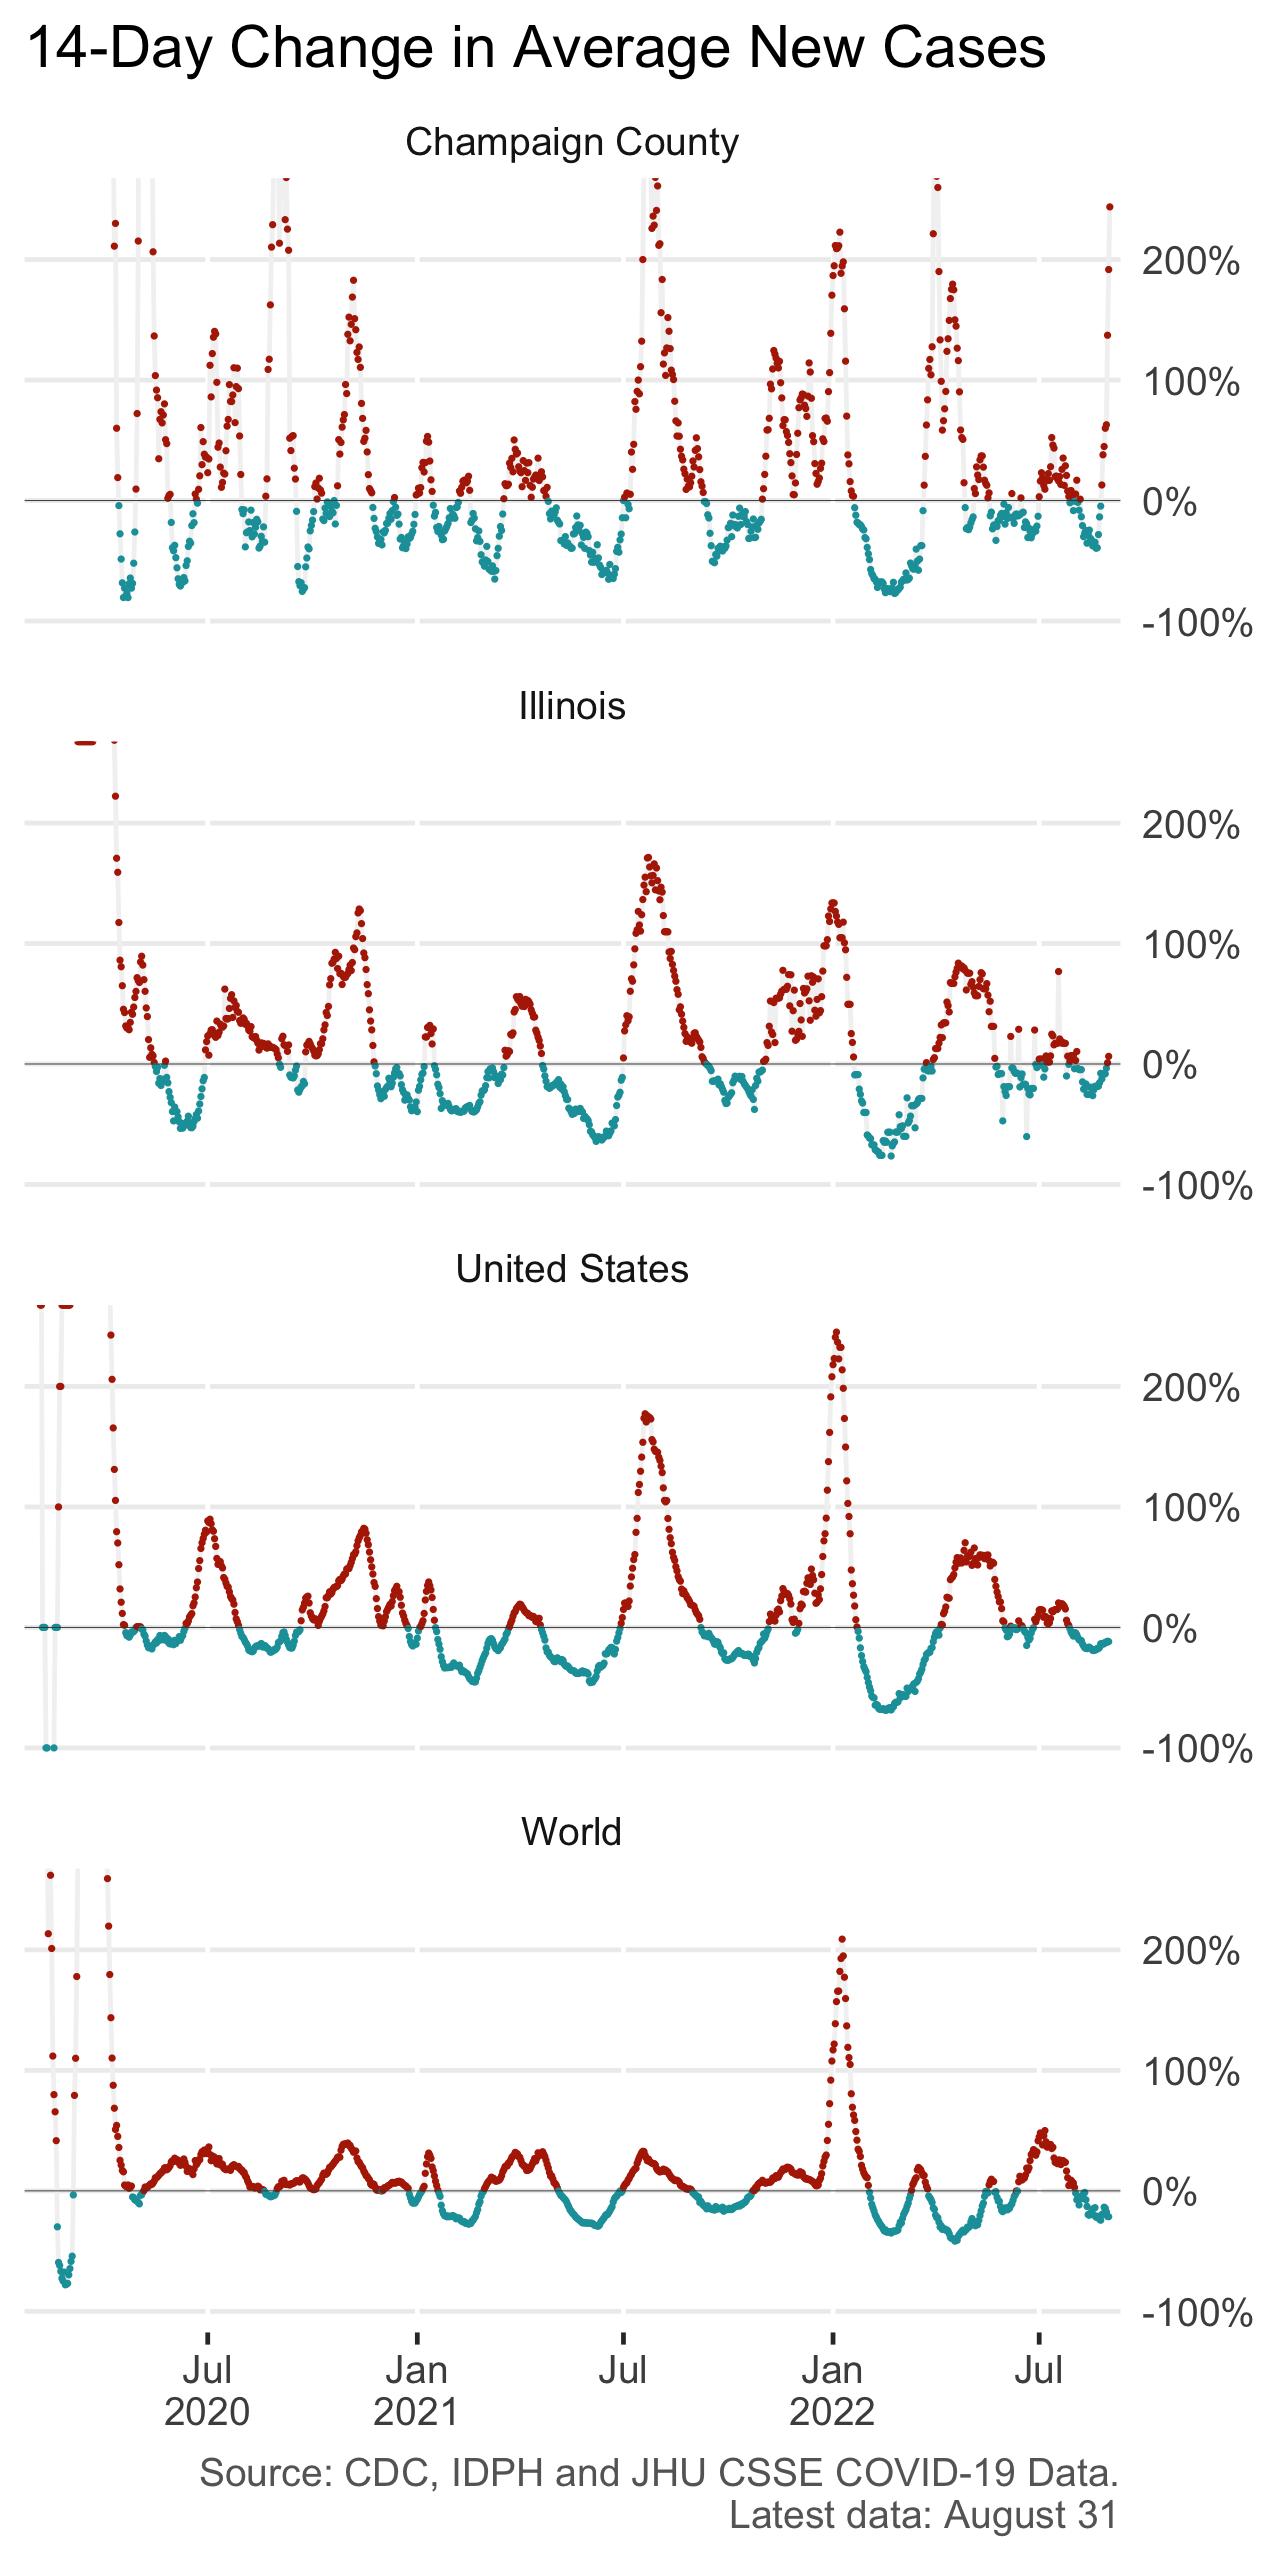 14-Day Change in Average New Cases
Champaign County
200%
100%
0%
-100%
Illinois
200%
100%
0%
-100%
United States
200%
100%
0%
-100%
World
200%
100%
0%
-100%
Jul Jan Jul Jan Jul
2020 2021 2022
Source: CDC, IDPH and JHU CSSE COVID-19 Data.
Latest data: August 31